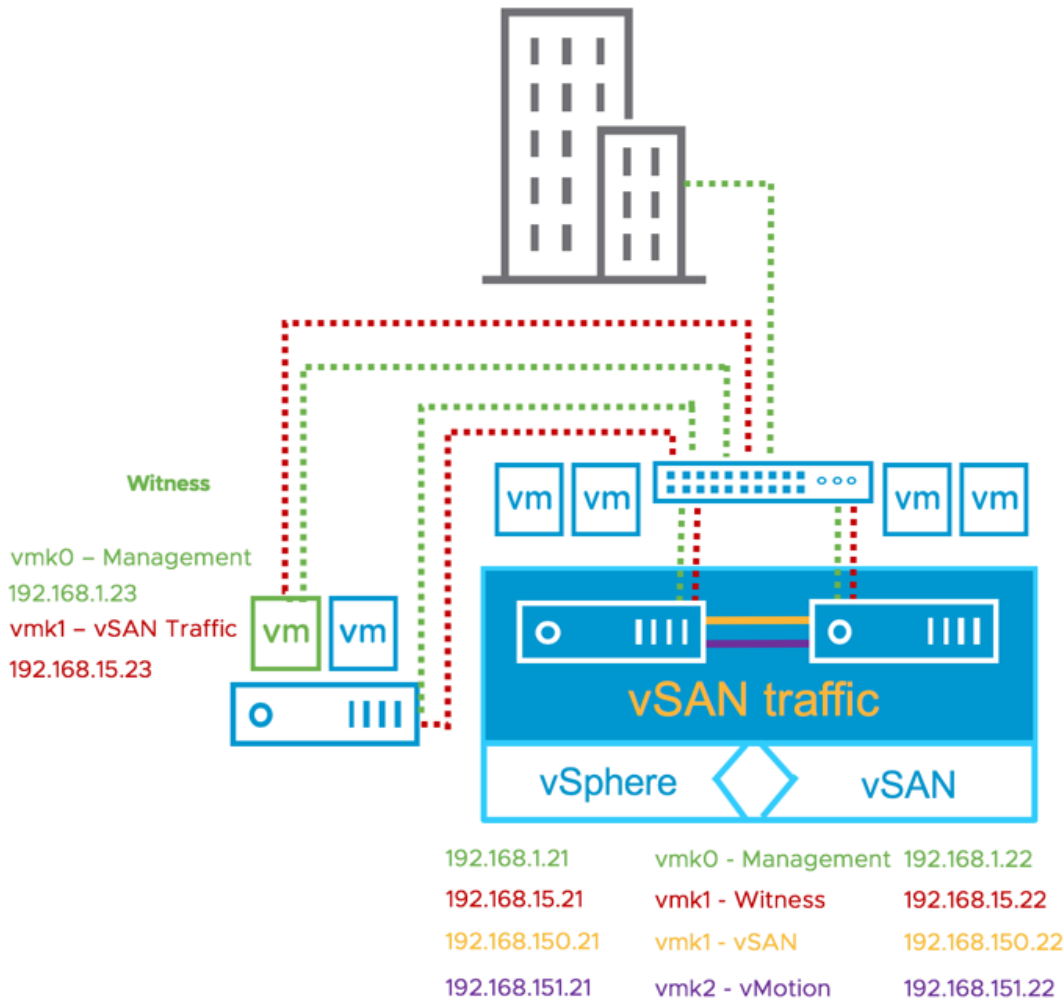 Witness
vm vm vm vm
vmk0 – Management
192.168.1.23
vmk1 – vSAN Traffic
192.168.15.23
vm vm
vSAN traffic
vSphere vSAN
192.168.1.21 vmk0 - Management 192.168.1.22
192.168.15.21 vmk1 - Witness 192.168.15.22
192.168.150.21 vmk1 - vSAN 192.168.150.22
192.168.151.21 vmk2 - vMotion 192.168.151.22